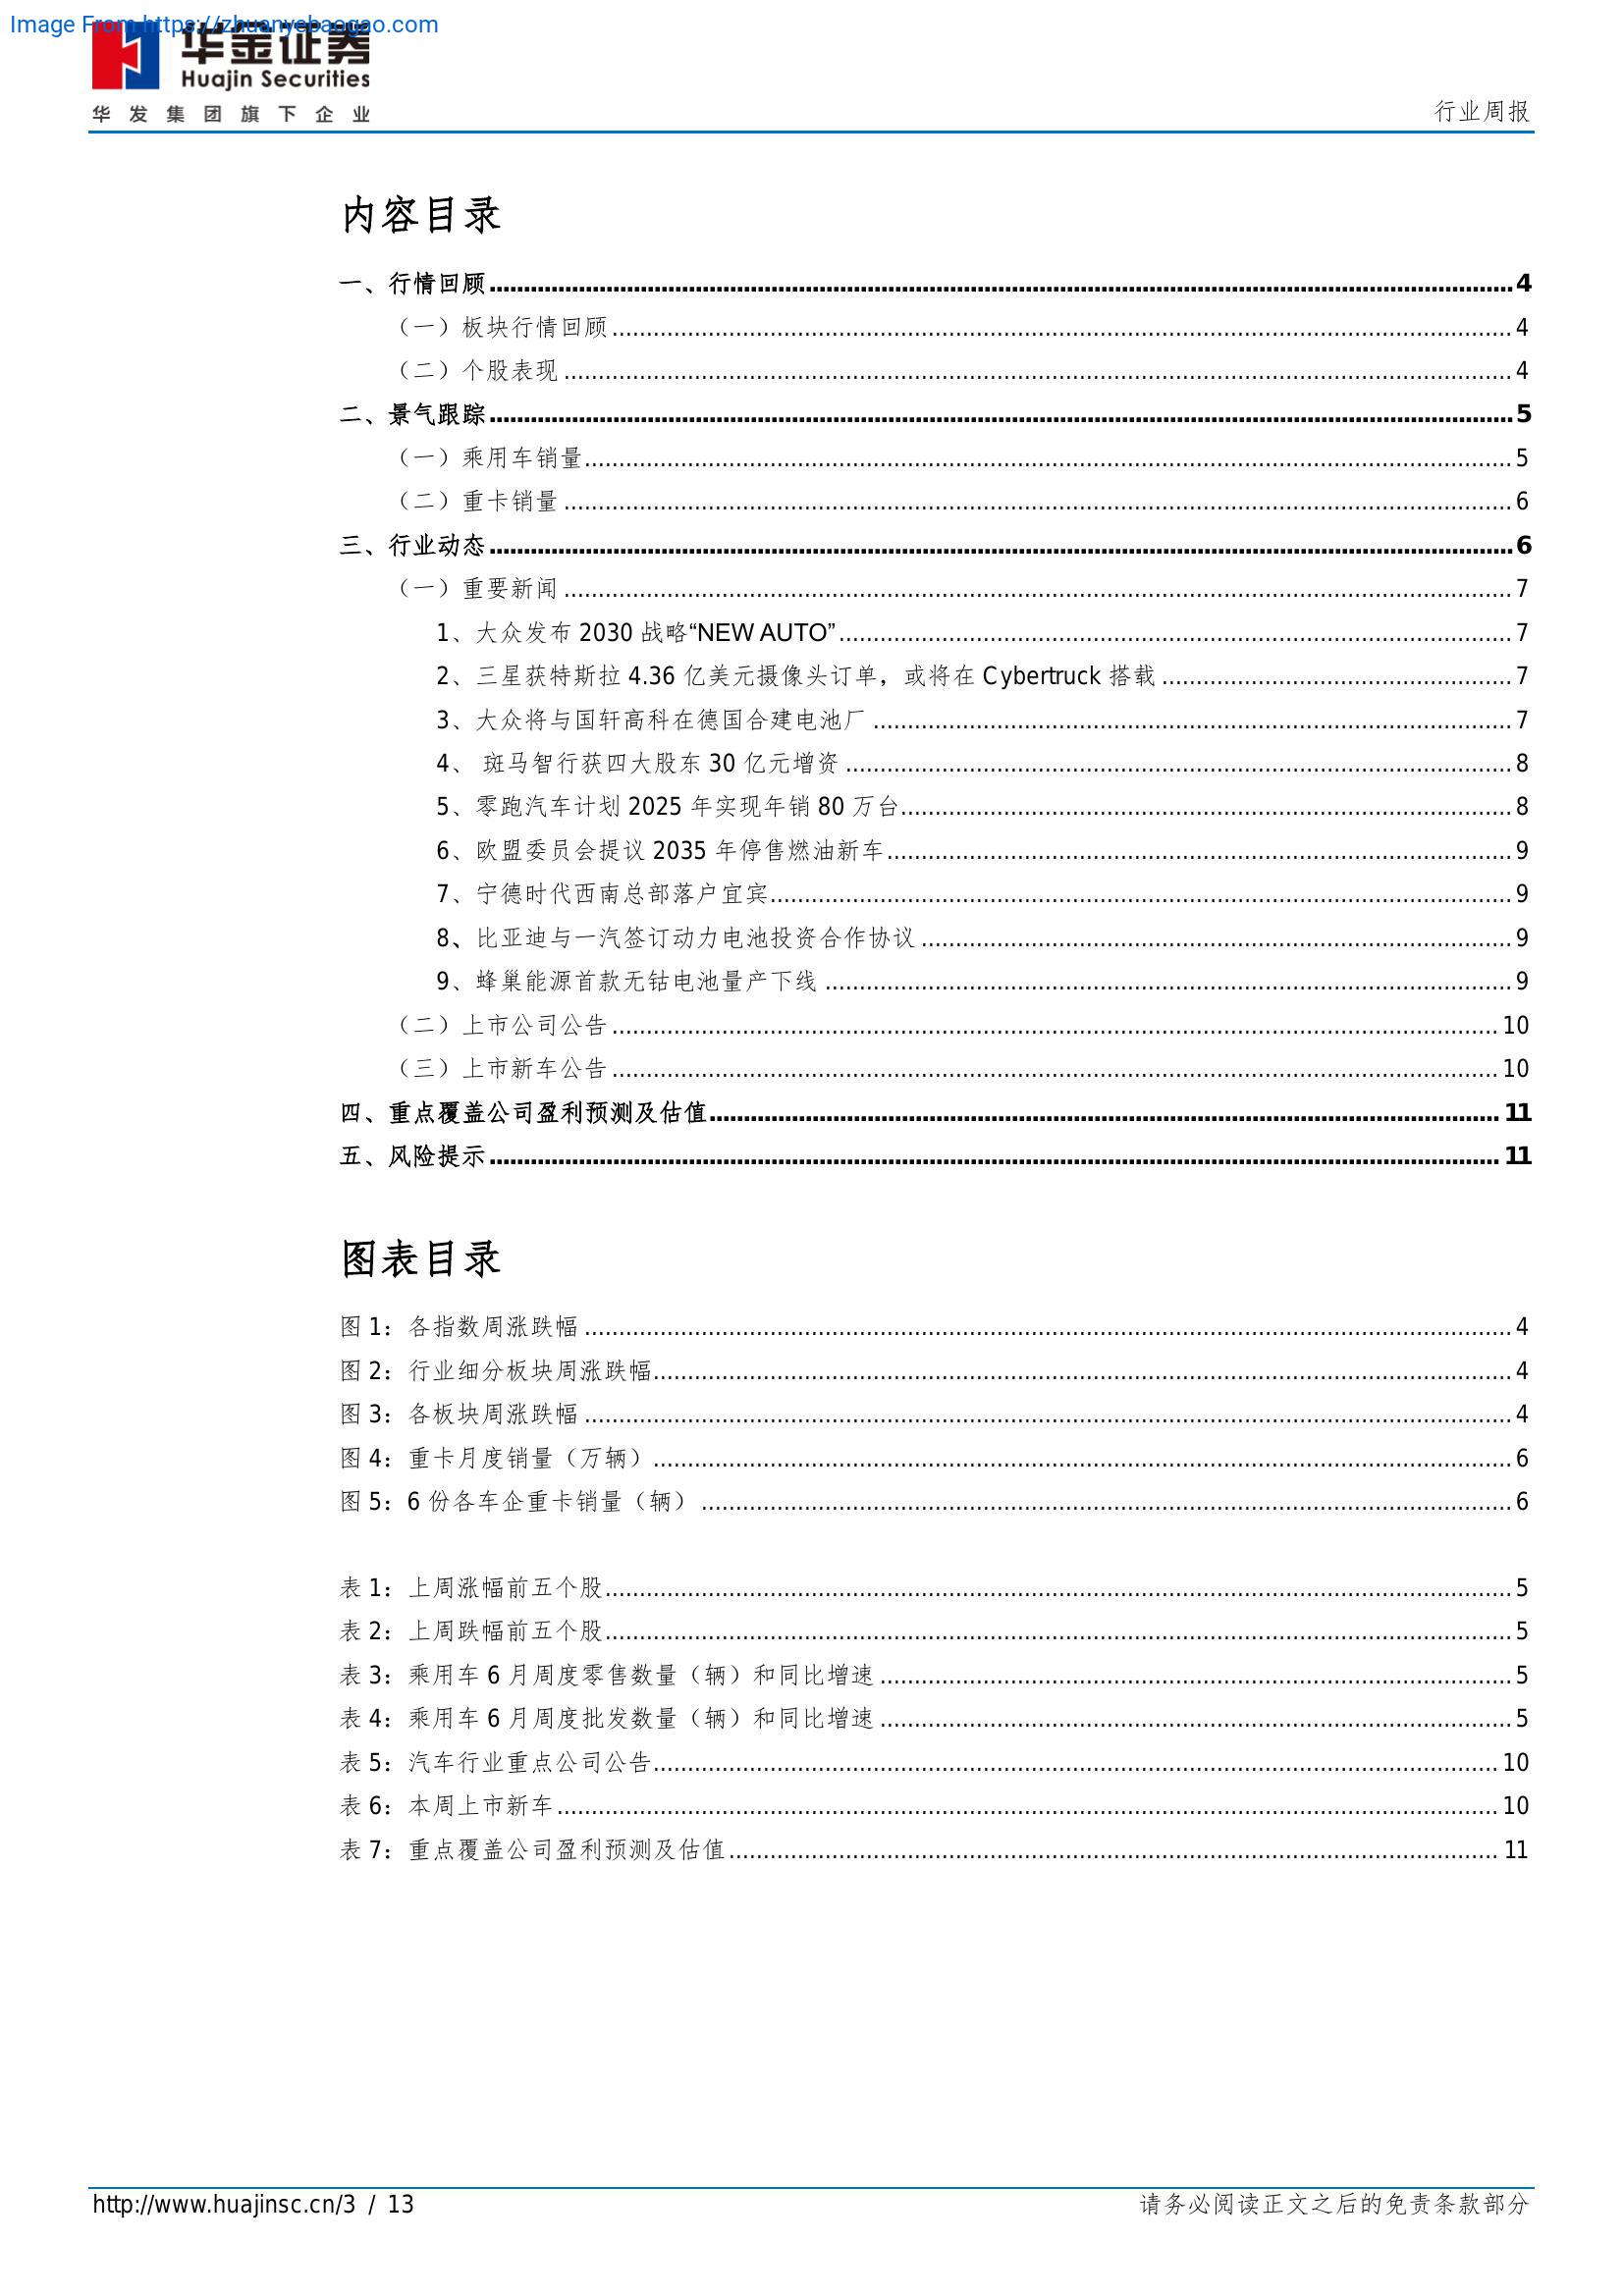 Image From https://zhuanyebaogao.com
华金证券
Huajin Securities
华发集团旗下企业
行业周报
内容目录
一、行情回顾 4
（一）板块行情回顾 4
（二）个股表现 4
二、景气跟踪 5
（一）乘用车销量 5
（二）重卡销量 6
三、行业动态 6
（一）重要新闻 7
1、大众发布 2030 战略“NEW AUTO” 7
2、三星获特斯拉 4.36 亿美元摄像头订单，或将在 Cybertruck 搭载 7
3、大众将与国轩高科在德国合建电池厂 7
4、 斑马智行获四大股东 30 亿元增资 8
5、零跑汽车计划 2025 年实现年销 80 万台 8
6、欧盟委员会提议 2035 年停售燃油新车 9
7、宁德时代西南总部落户宜宾 9
8、比亚迪与一汽签订动力电池投资合作协议 9
9、蜂巢能源首款无钴电池量产下线 9
（二）上市公司公告 10
（三）上市新车公告 10
四、重点覆盖公司盈利预测及估值 11
五、风险提示 11
图表目录
图 1：各指数周涨跌幅 4
图 2：行业细分板块周涨跌幅 4
图 3：各板块周涨跌幅 4
图 4：重卡月度销量（万辆） 6
图 5：6 份各车企重卡销量（辆） 6
表 1：上周涨幅前五个股 5
表 2：上周跌幅前五个股 5
表 3：乘用车 6 月周度零售数量（辆）和同比增速 5
表 4：乘用车 6 月周度批发数量（辆）和同比增速 5
表 5：汽车行业重点公司公告 10
表 6：本周上市新车 10
表 7：重点覆盖公司盈利预测及估值 11
http://www.huajinsc.cn/3 / 13
请务必阅读正文之后的免责条款部分